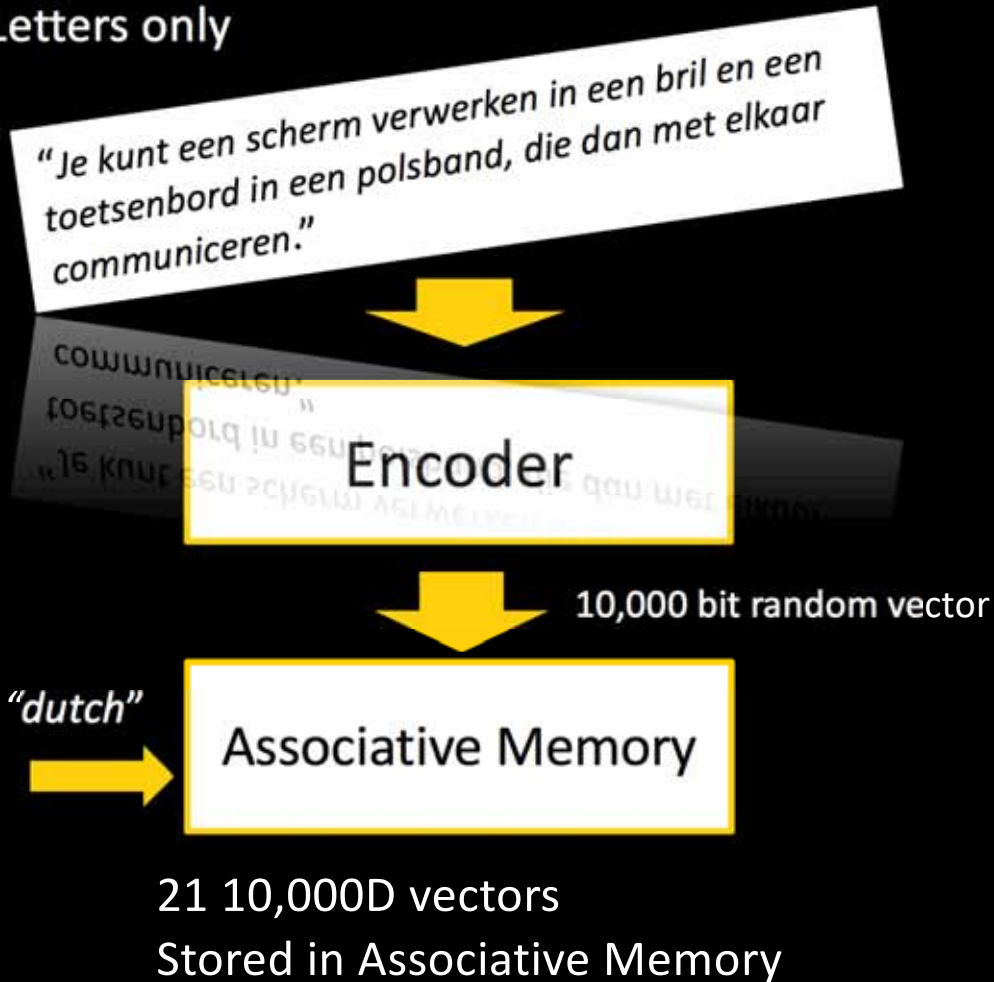 Letters only
“Je kunt een scherm verwerken in een bril en een
toetsenbord in een polsband, die dan met elkaar
communiceren.”
Encoder
10,000 bit random vector
“dutch”
Associative Memory
21 10,000D vectors
Stored in Associative Memory